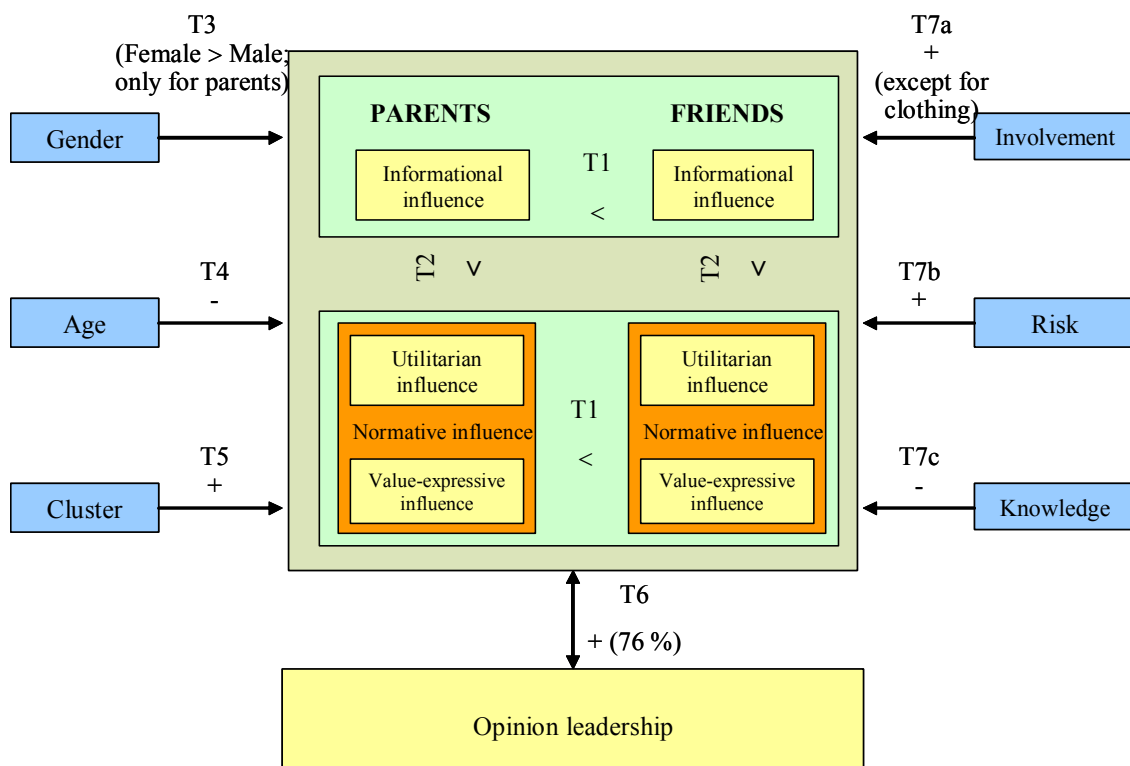 T3
(Female > Male;
only for parents)
T7a
+
(except for
clothing)
Gender
Involvement
PARENTS
FRIENDS
Informational
influence
T1
<
Informational
influence
T2
<
T2
<
T4
-
Age
T7b
+
Risk
Utilitarian
influence
Normative influence
Value-expressive
influence
T1
<
Utilitarian
influence
Normative influence
Value-expressive
influence
T5
+
Cluster
T7c
-
Knowledge
T6
+ (76 %)
Opinion leadership